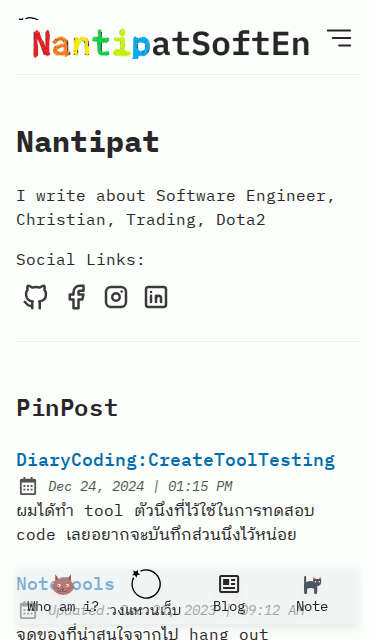 NantipatSoftEn
Nantipat
I write about Software Engineer,
Christian, Trading, Dota2
Social Links:
PinPost
DiaryCoding:CreateToolTesting
Dec 24, 2024 | 01:15 PM
ผมได้ทำ tool ตัวนึงที่ไว้ใช้ในการทดสอบ
code เลยอยากจะบันทึกส่วนนึงไว้หน่อย
Who am i?
วงแหวนเว็บ
Blog
Note
2023 | 09:12 AM
จดของที่น่าสนใจจากไป hang out